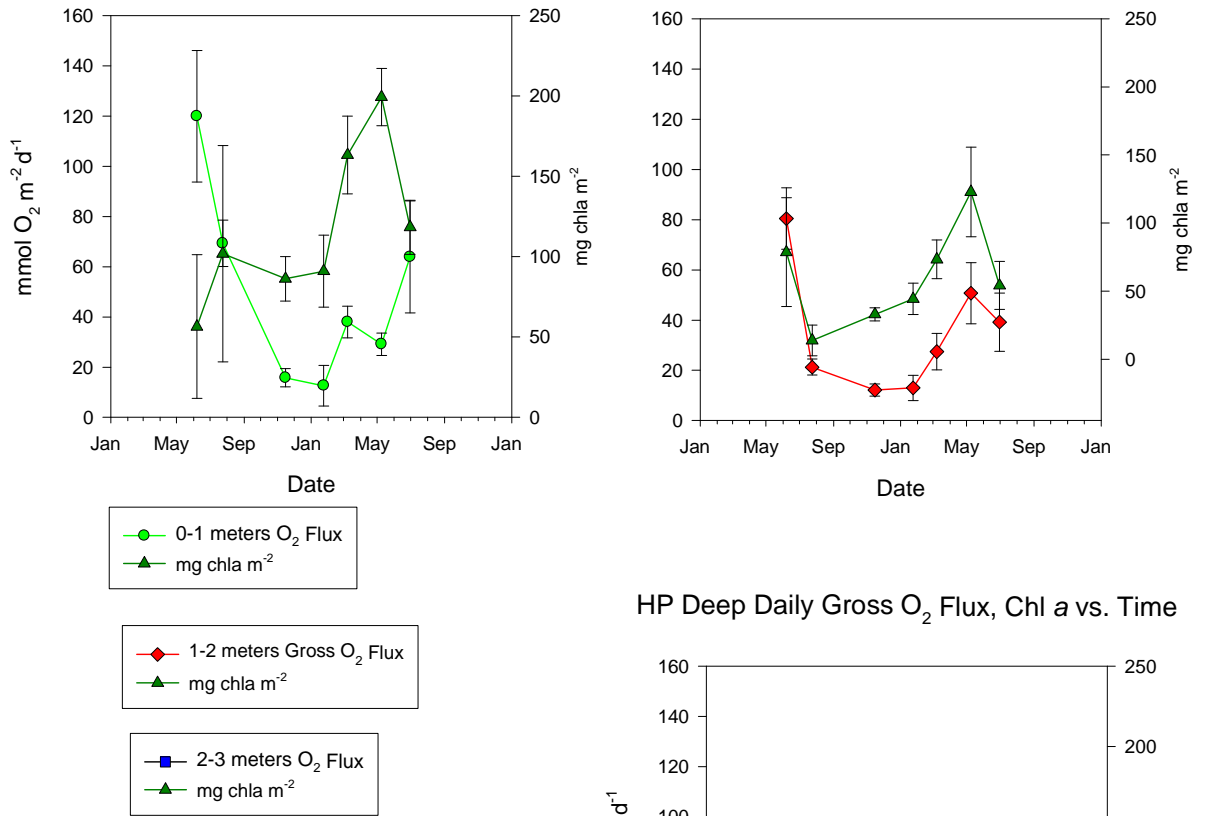 160
140
120
100
80
60
40
20
0
mmol O₂ m⁻² d⁻¹
250
200
150
100
50
0
mg chla m⁻²
Jan May Sep Jan May Sep Jan
Date
160
140
120
100
80
60
40
20
0
250
200
150
100
50
0
mg chla m⁻²
Jan May Sep Jan May Sep Jan
Date
0-1 meters O₂ Flux
mg chla m⁻²
1-2 meters Gross O₂ Flux
mg chla m⁻²
2-3 meters O₂ Flux
mg chla m⁻²
HP Deep Daily Gross O₂ Flux, Chl a vs. Time
160
140
120
100
d⁻¹
250
200